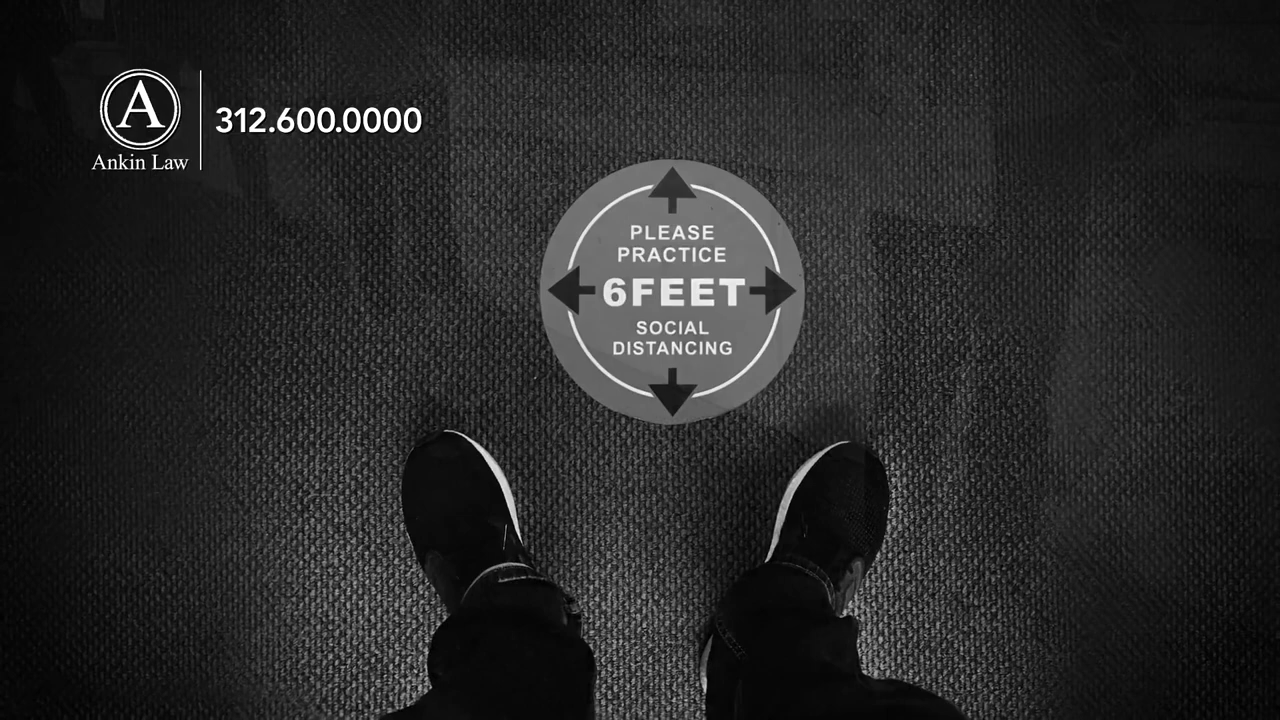 A
Ankin Law
312.600.0000
PLEASE
PRACTICE
6FEET
SOCIAL
DISTANCING